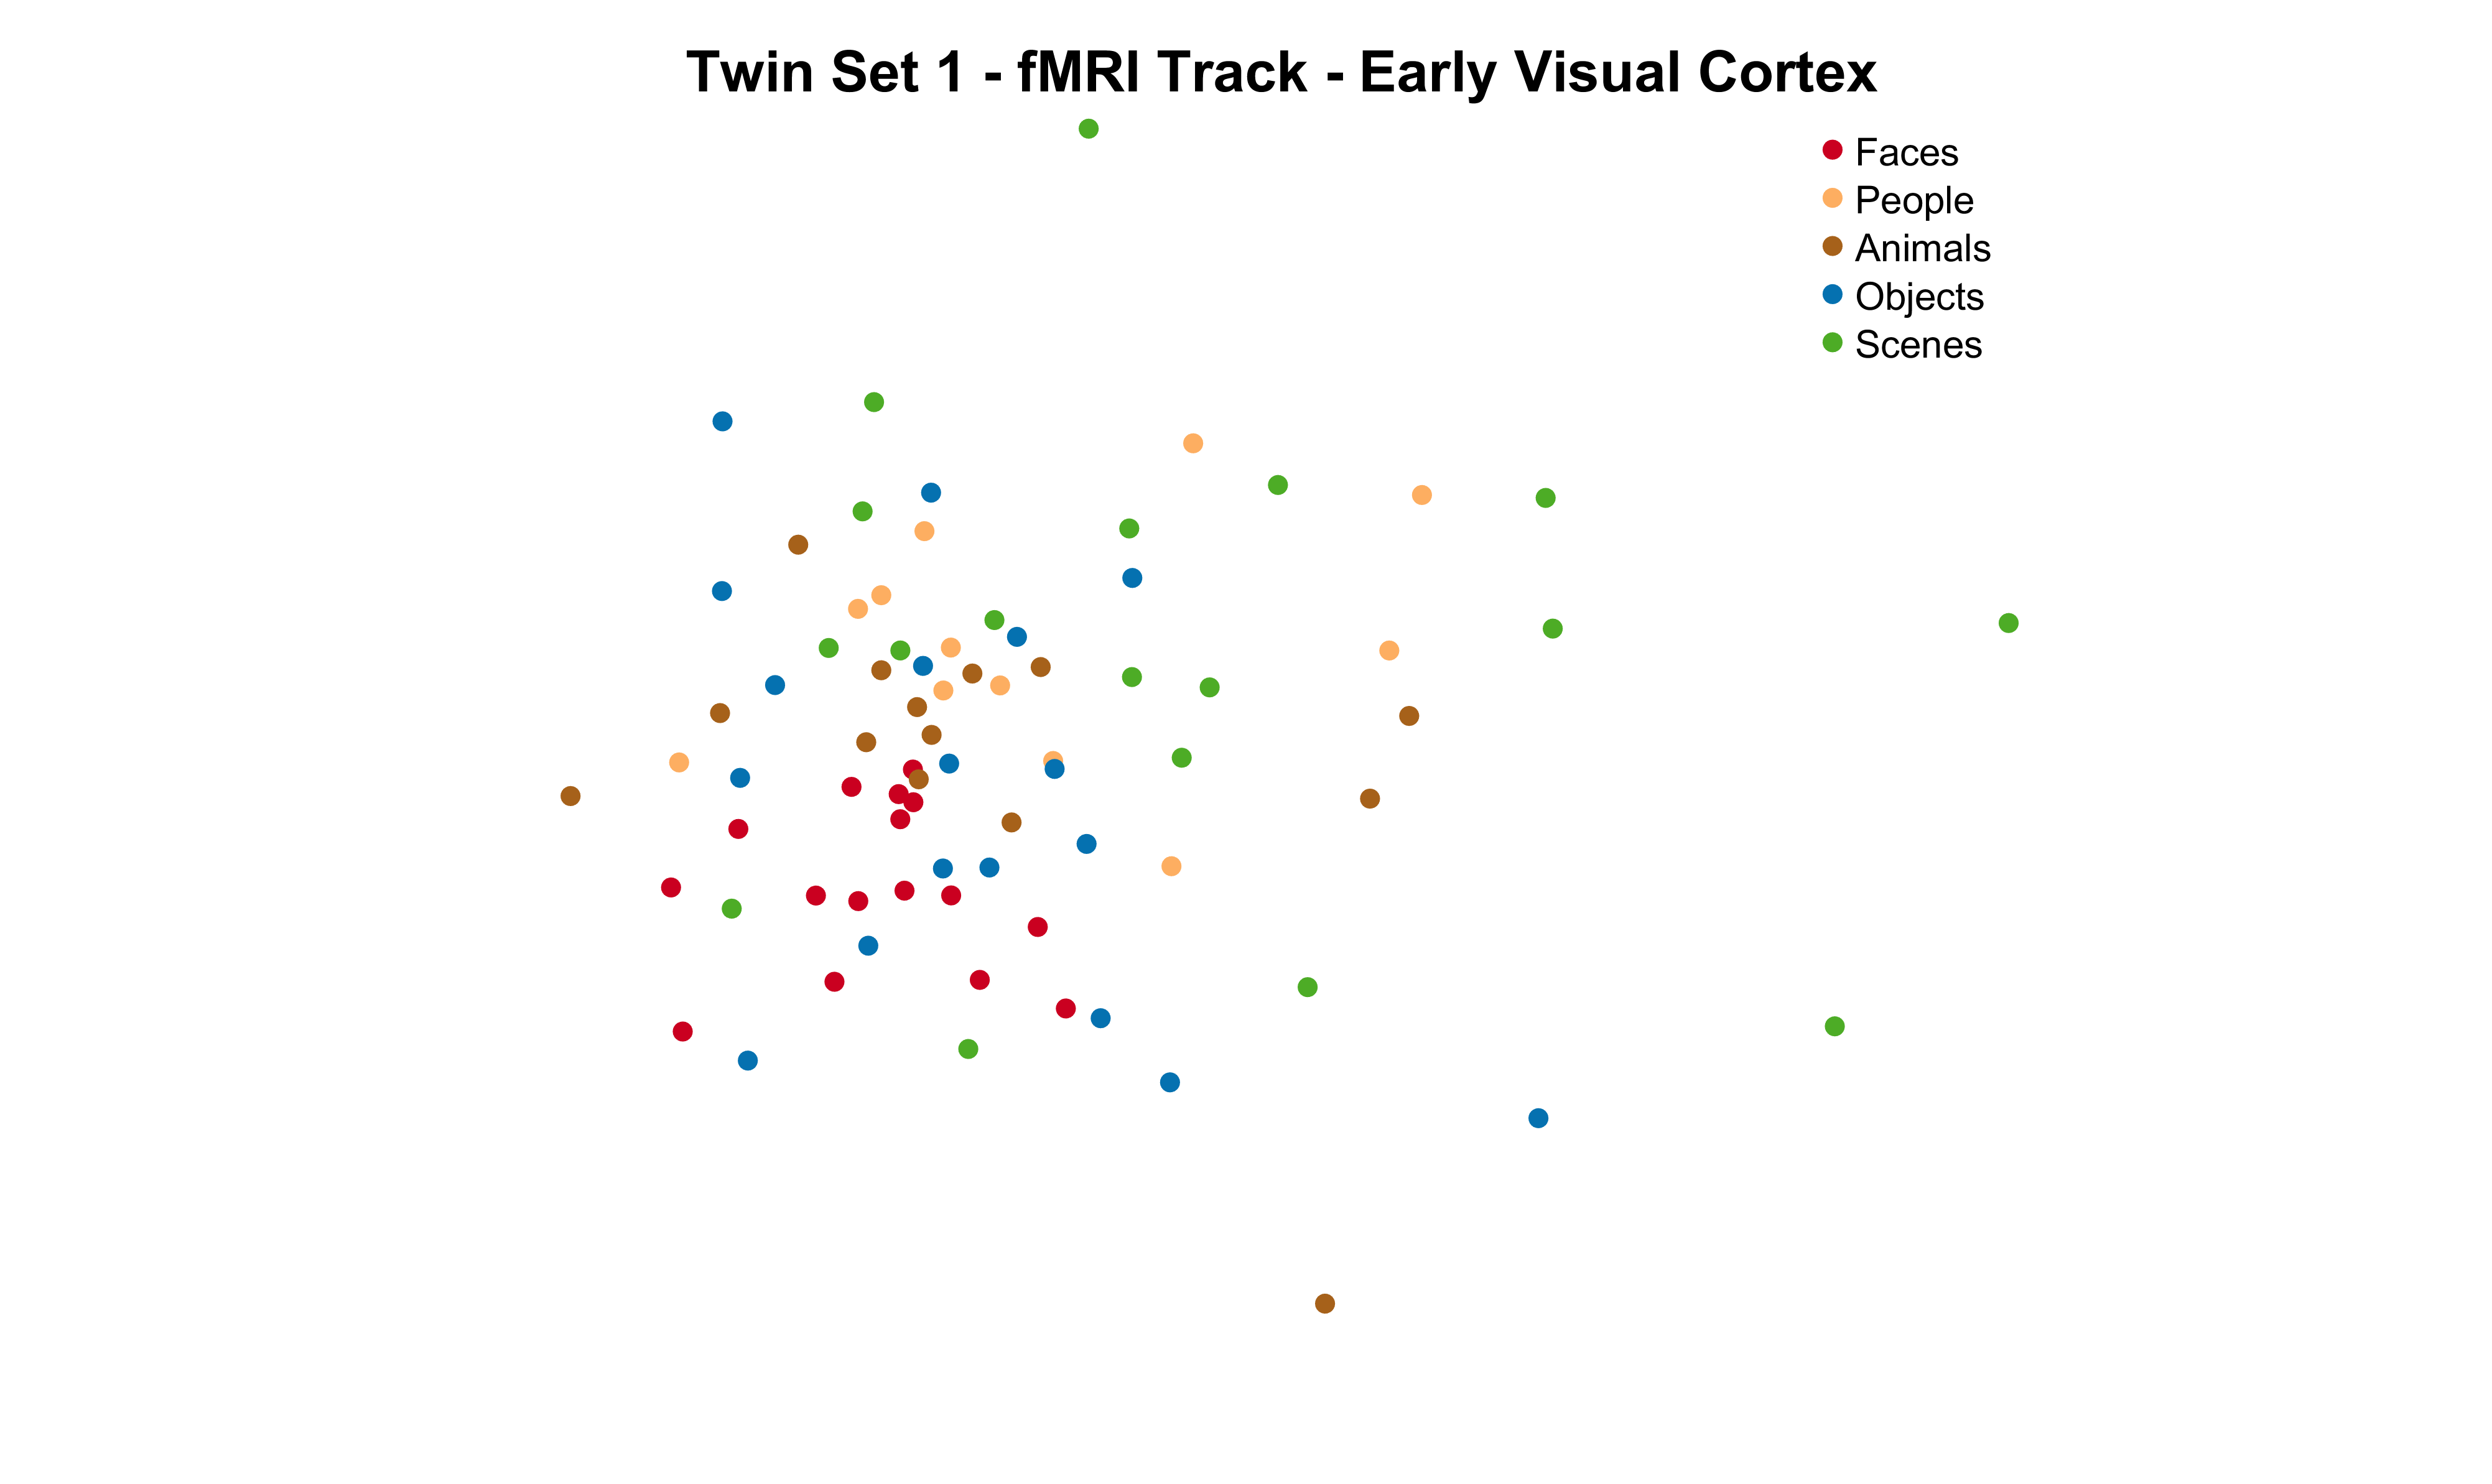 Twin Set 1 - fMRI Track - Early Visual Cortex
Faces
People
Animals
Objects
Scenes